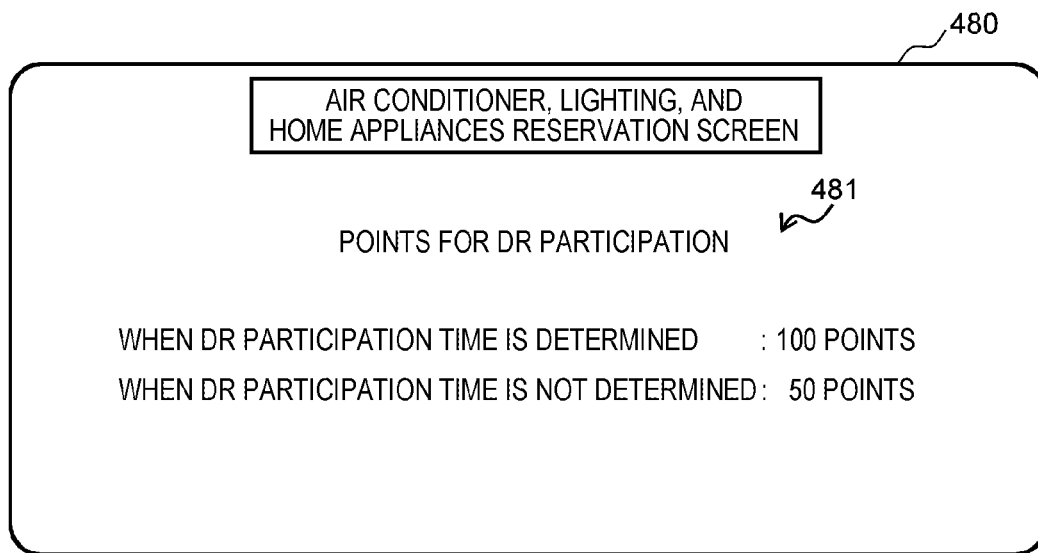 480
AIR CONDITIONER, LIGHTING, AND
HOME APPLIANCES RESERVATION SCREEN
481
POINTS FOR DR PARTICIPATION
WHEN DR PARTICIPATION TIME IS DETERMINED : 100 POINTS
WHEN DR PARTICIPATION TIME IS NOT DETERMINED : 50 POINTS